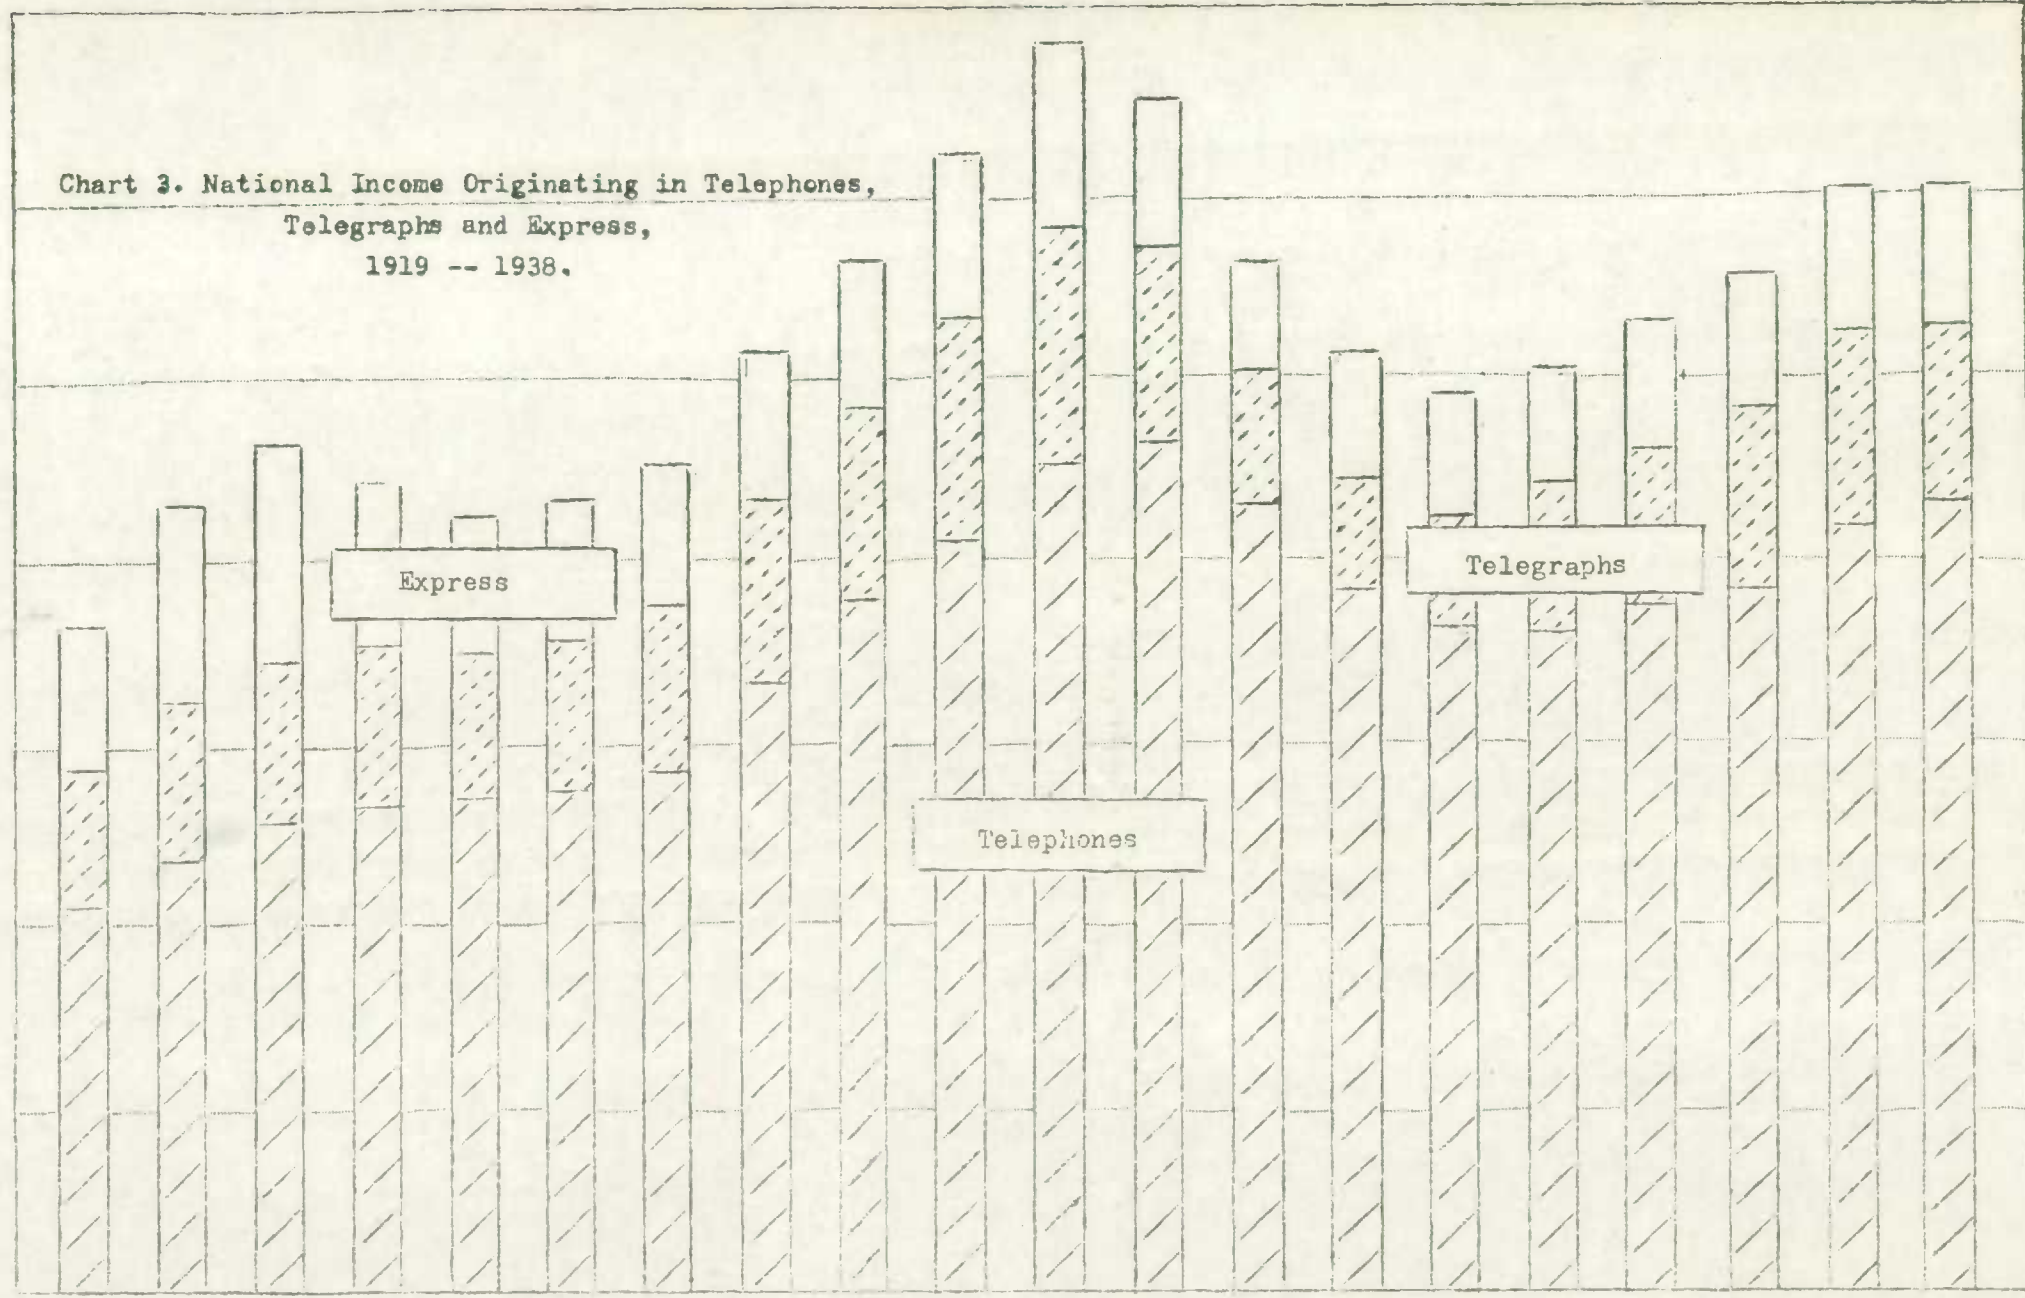 Chart 3. National Income Originating in Telephones,
Telegraphs and Express,
1919 -- 1938.
Express
Telegraphs
Telephones